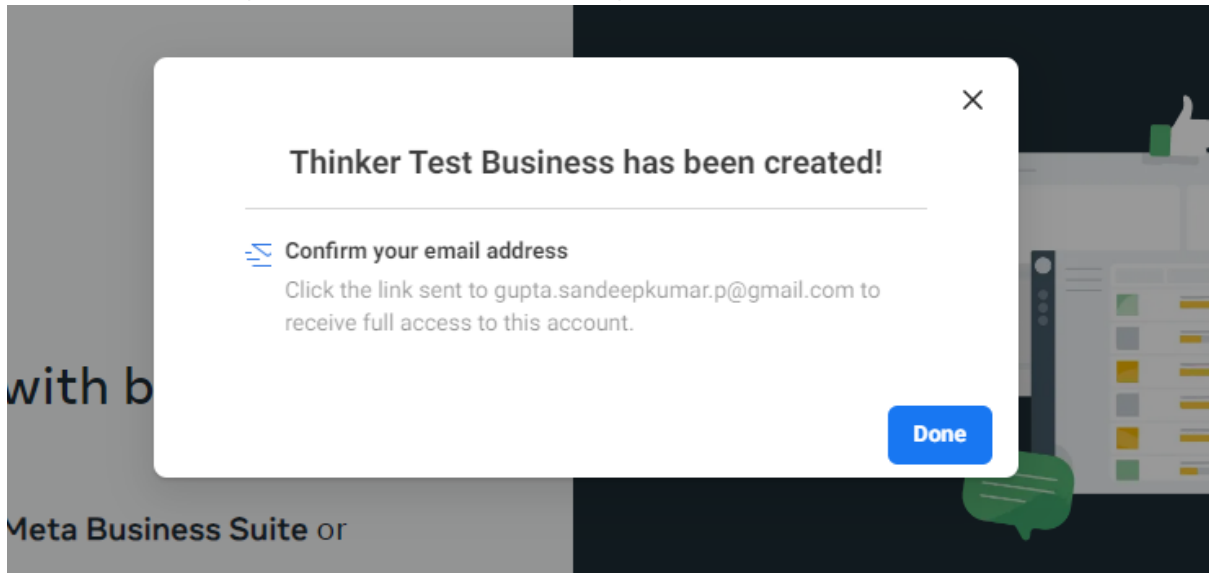 Thinker Test Business has been created!
Confirm your email address
Click the link sent to gupta.sandeepkumar.p@gmail.com to
receive full access to this account.
with b
Done
Meta Business Suite or